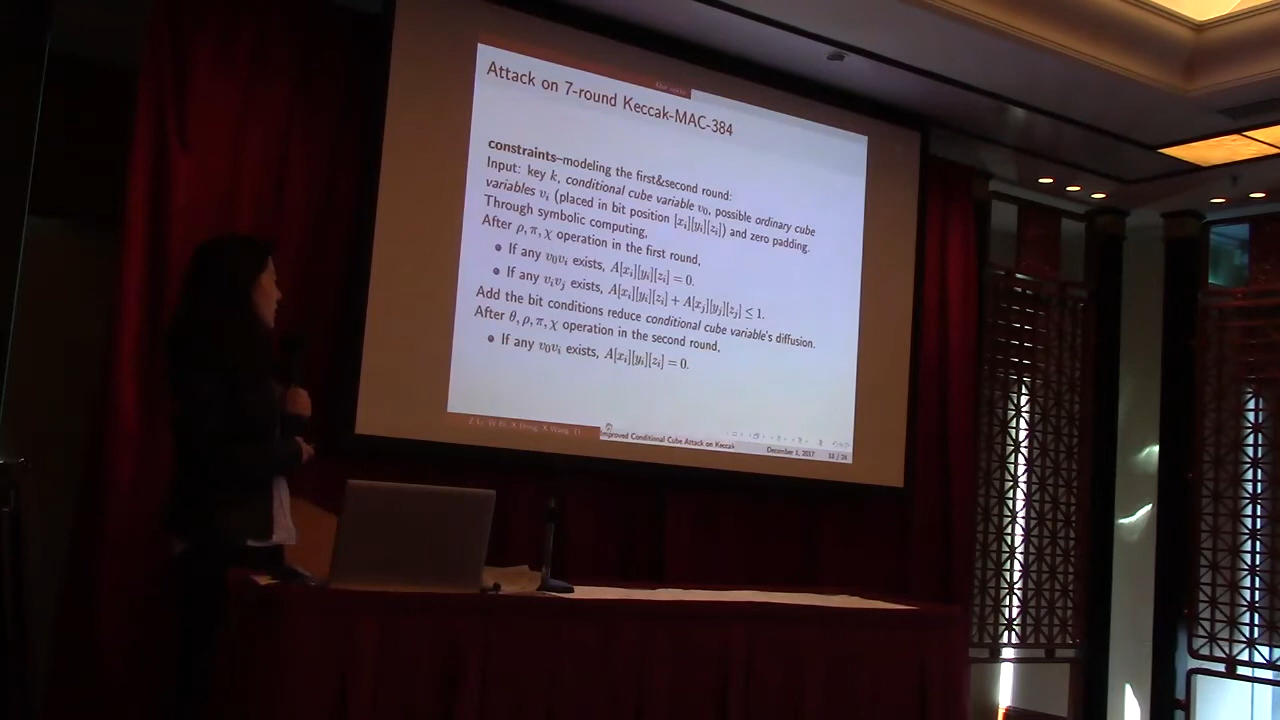 Attack on 7-round Keccak-MAC-384
constraints–modeling the first&second round:
Input: key k, conditional cube variable v₀, possible ordinary cube
variables vᵢ (placed in bit position [xᵢ][yᵢ][zᵢ]) and zero padding.
Through symbolic computing,
After ρ, π, χ operation in the first round,
• If any v₀vᵢ exists, A[xᵢ][yᵢ][zᵢ] = 0.
• If any vᵢvⱼ exists, A[xᵢ][yᵢ][zᵢ] + A[xⱼ][yⱼ][zⱼ] ≤ 1.
Add the bit conditions reduce conditional cube variable's diffusion.
After θ, ρ, π, χ operation in the second round,
• If any v₀vᵢ exists, A[xᵢ][yᵢ][zᵢ] = 0.
Improved Conditional Cube Attack on Keccak
December 1, 2017